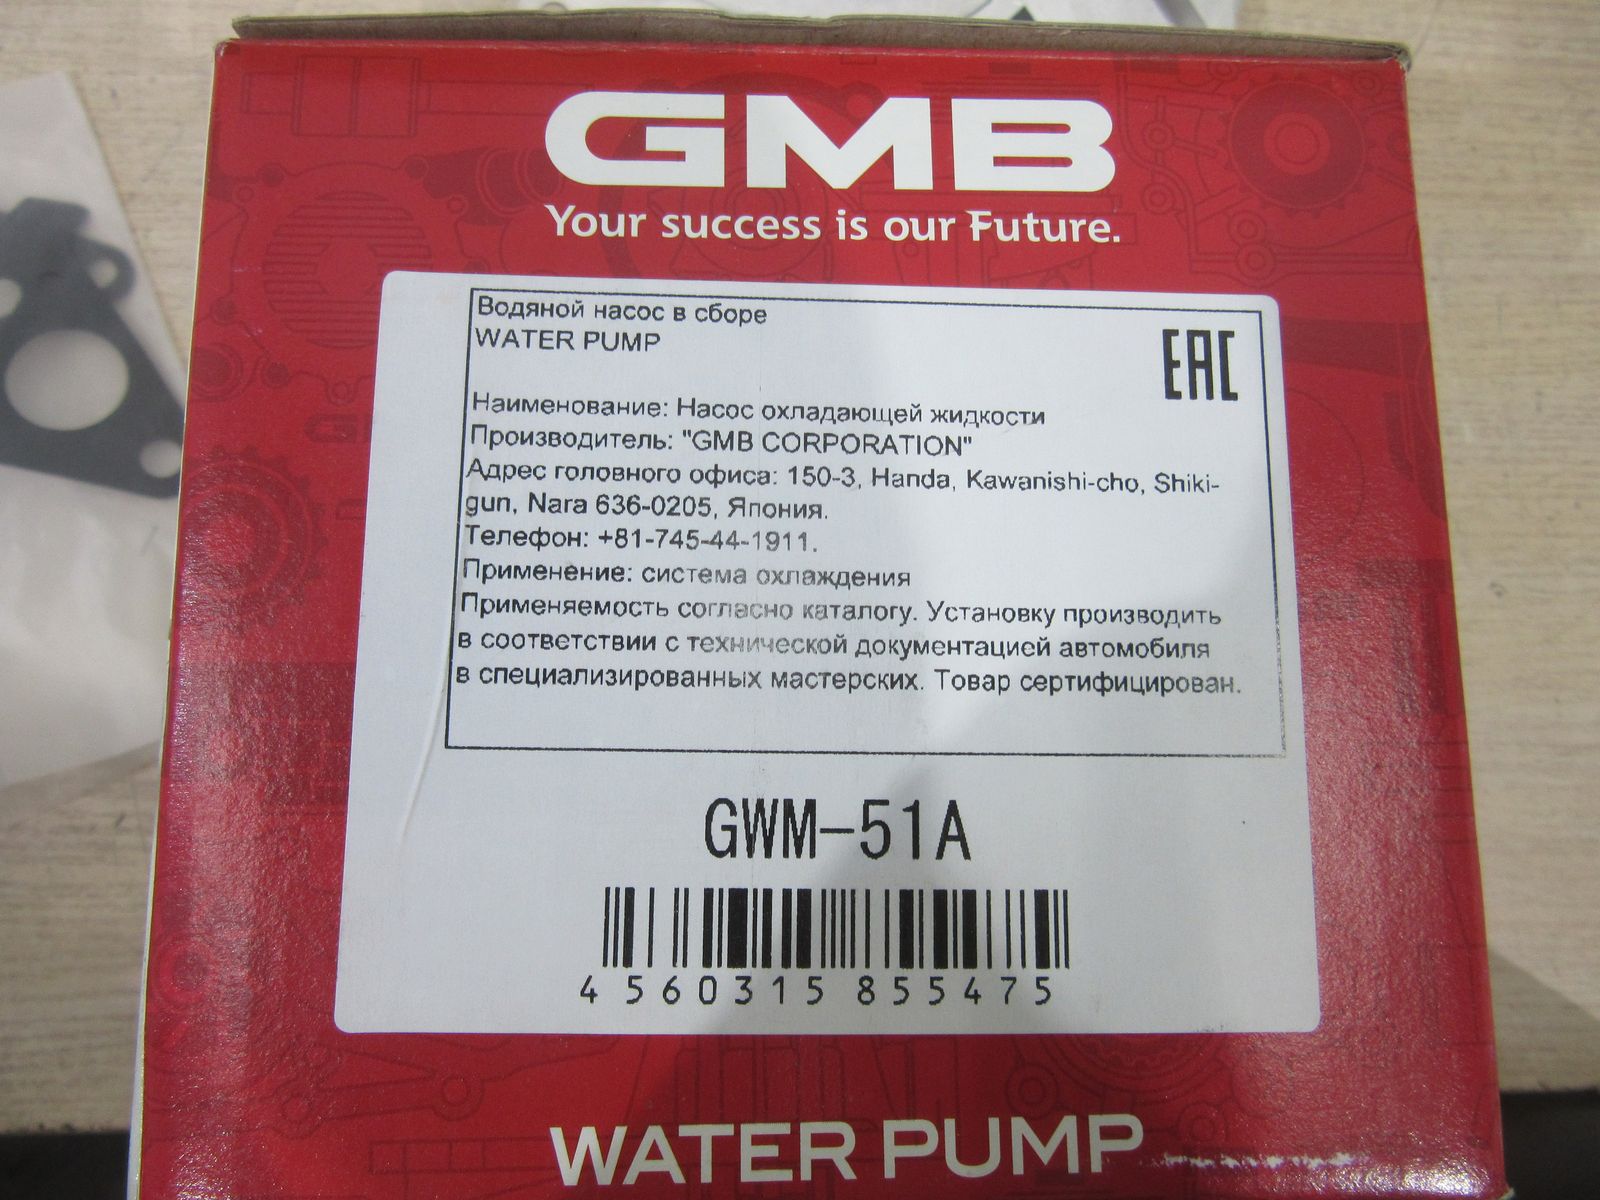 GMB
Your success is our Future.
Водяной насос в сборе
WATER PUMP
EAC
Наименование: Насос охладающей жидкости
Производитель: "GMB CORPORATION"
Адрес головного офиса: 150-3, Handa, Kawanishi-cho, Shiki-
gun, Nara 636-0205, Япония.
Телефон: +81-745-44-1911.
Применение: система охлаждения
Применяемость согласно каталогу. Установку производить
в соответствии с технической документацией автомобиля
в специализированных мастерских. Товар сертифицирован.
GWM-51A
4 560315 855475
WATER PUMP